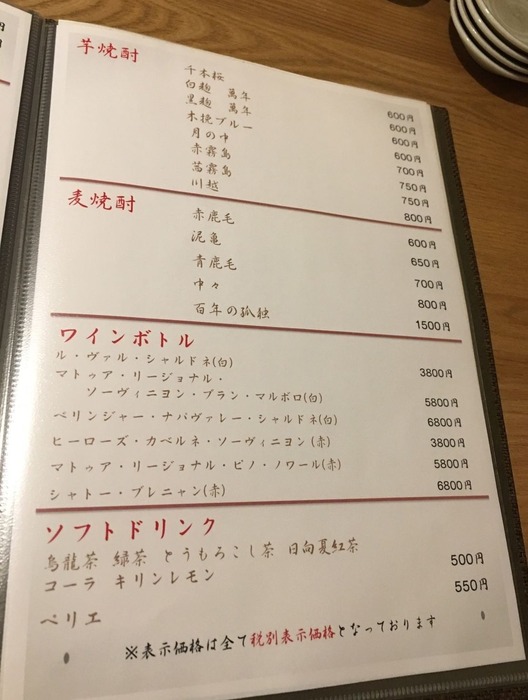 芋焼酎
千本桜 600円
白麹 萬年 600円
黒麹 萬年 600円
木挽ブルー 600円
月の中 700円
赤霧島 750円
茜霧島 750円
川越 800円
麦焼酎
赤鹿毛 600円
泥亀 650円
青鹿毛 700円
中々 800円
百年の孤独 1500円
ワインボトル
ル・ヴァル・シャルドネ(白) 3800円
マトゥア・リージョナル・
ソーヴィニヨン・ブラン・マルボロ(白) 5800円
ベリンジャー・ナパヴァレー・シャルドネ(白) 6800円
ヒーローズ・カベルネ・ソーヴィニヨン(赤) 3800円
マトゥア・リージョナル・ピノ・ノワール(赤) 5800円
シャトー・プレニャン(赤) 6800円
ソフトドリンク
烏龍茶 緑茶 とうもろこし茶 日向夏紅茶
コーラ キリンレモン 500円
ペリエ 550円
※表示価格は全て税別表示価格となっております